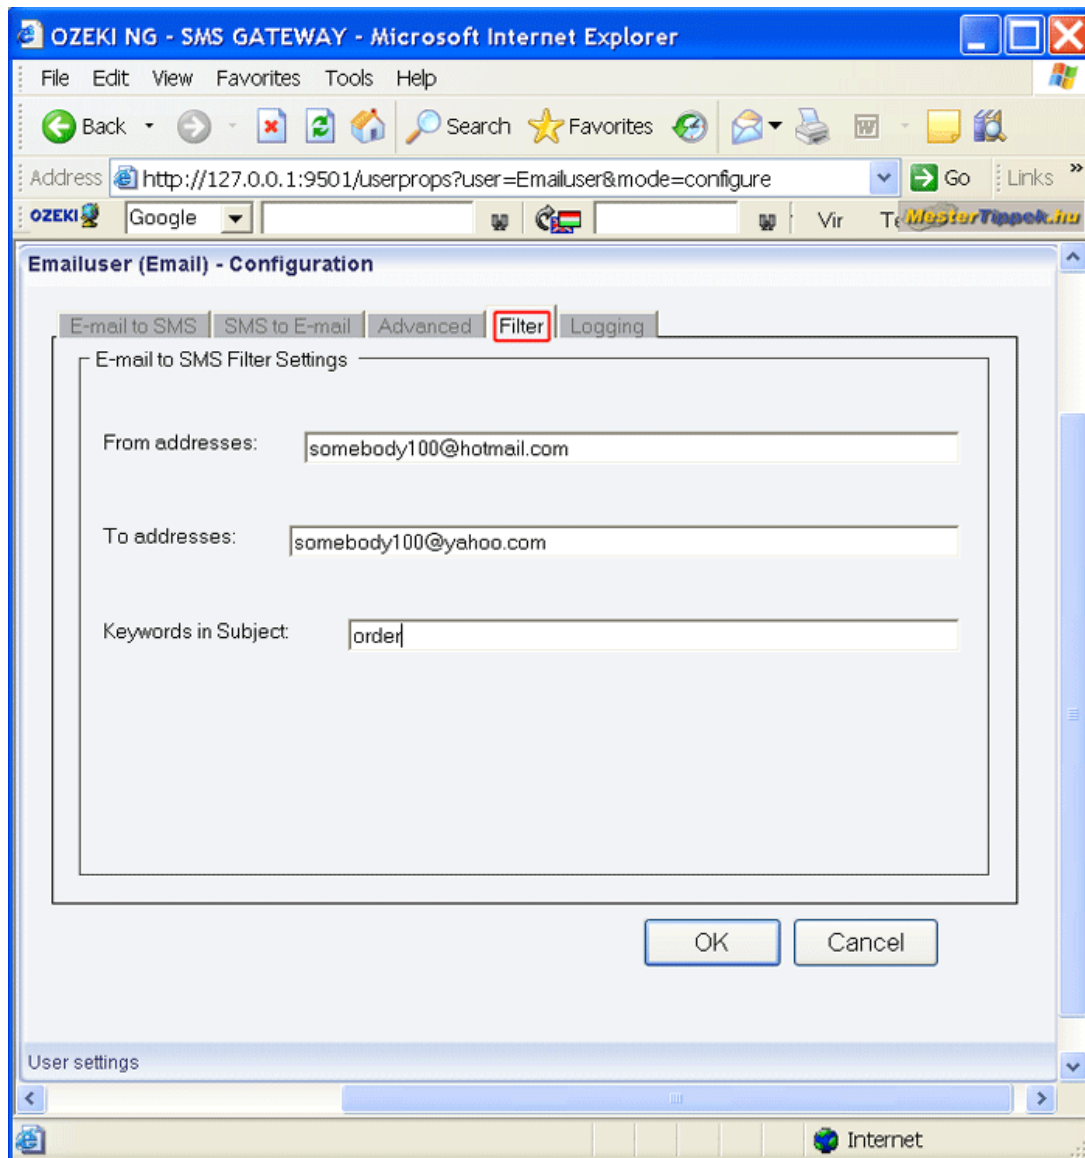 OZEKI NG - SMS GATEWAY - Microsoft Internet Explorer
File Edit View Favorites Tools Help
Back Search Favorites
Address http://127.0.0.1:9501/userprops?user=Emailuser&mode=configure Go Links »
OZEKI Google Vir Te MesterTippek.hu
Emailuser (Email) - Configuration
E-mail to SMS SMS to E-mail Advanced Filter Logging
E-mail to SMS Filter Settings
From addresses: somebody100@hotmail.com
To addresses: somebody100@yahoo.com
Keywords in Subject: order
OK Cancel
User settings
Internet